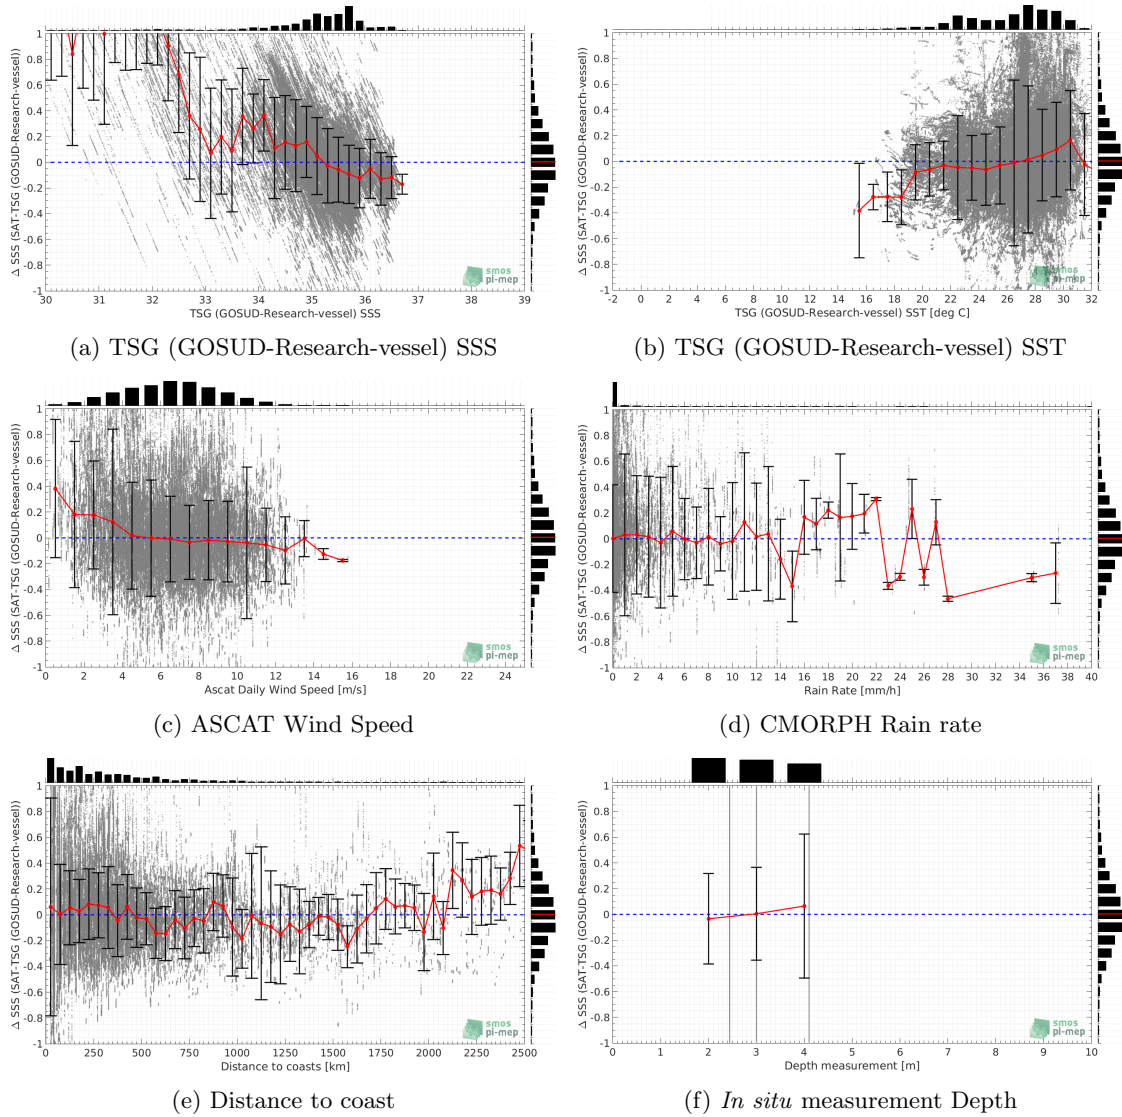 1
0.8
0.6
0.4
0.2
0
-0.2
-0.4
-0.6
-0.8
-1
Δ SSS (SAT-TSG (GOSUD-Research-vessel))
30 31 32 33 34 35 36 37 38 39
TSG (GOSUD-Research-vessel) SSS
smos
pi-mep
(a) TSG (GOSUD-Research-vessel) SSS
1
0.8
0.6
0.4
0.2
0
-0.2
-0.4
-0.6
-0.8
-1
Δ SSS (SAT-TSG (GOSUD-Research-vessel))
-2 0 2 4 6 8 10 12 14 16 18 20 22 24 26 28 30 32
TSG (GOSUD-Research-vessel) SST [deg C]
smos
pi-mep
(b) TSG (GOSUD-Research-vessel) SST
1
0.8
0.6
0.4
0.2
0
-0.2
-0.4
-0.6
-0.8
-1
Δ SSS (SAT-TSG (GOSUD-Research-vessel))
0 2 4 6 8 10 12 14 16 18 20 22 24
Ascat Daily Wind Speed [m/s]
smos
pi-mep
(c) ASCAT Wind Speed
1
0.8
0.6
0.4
0.2
0
-0.2
-0.4
-0.6
-0.8
-1
Δ SSS (SAT-TSG (GOSUD-Research-vessel))
0 2 4 6 8 10 12 14 16 18 20 22 24 26 28 30 32 34 36 38 40
Rain Rate [mm/h]
smos
pi-mep
(d) CMORPH Rain rate
1
0.8
0.6
0.4
0.2
0
-0.2
-0.4
-0.6
-0.8
-1
Δ SSS (SAT-TSG (GOSUD-Research-vessel))
0 250 500 750 1000 1250 1500 1750 2000 2250 2500
Distance to coasts [km]
smos
pi-mep
(e) Distance to coast
1
0.8
0.6
0.4
0.2
0
-0.2
-0.4
-0.6
-0.8
-1
Δ SSS (SAT-TSG (GOSUD-Research-vessel))
0 1 2 3 4 5 6 7 8 9 10
Depth measurement [m]
smos
pi-mep
(f) In situ measurement Depth